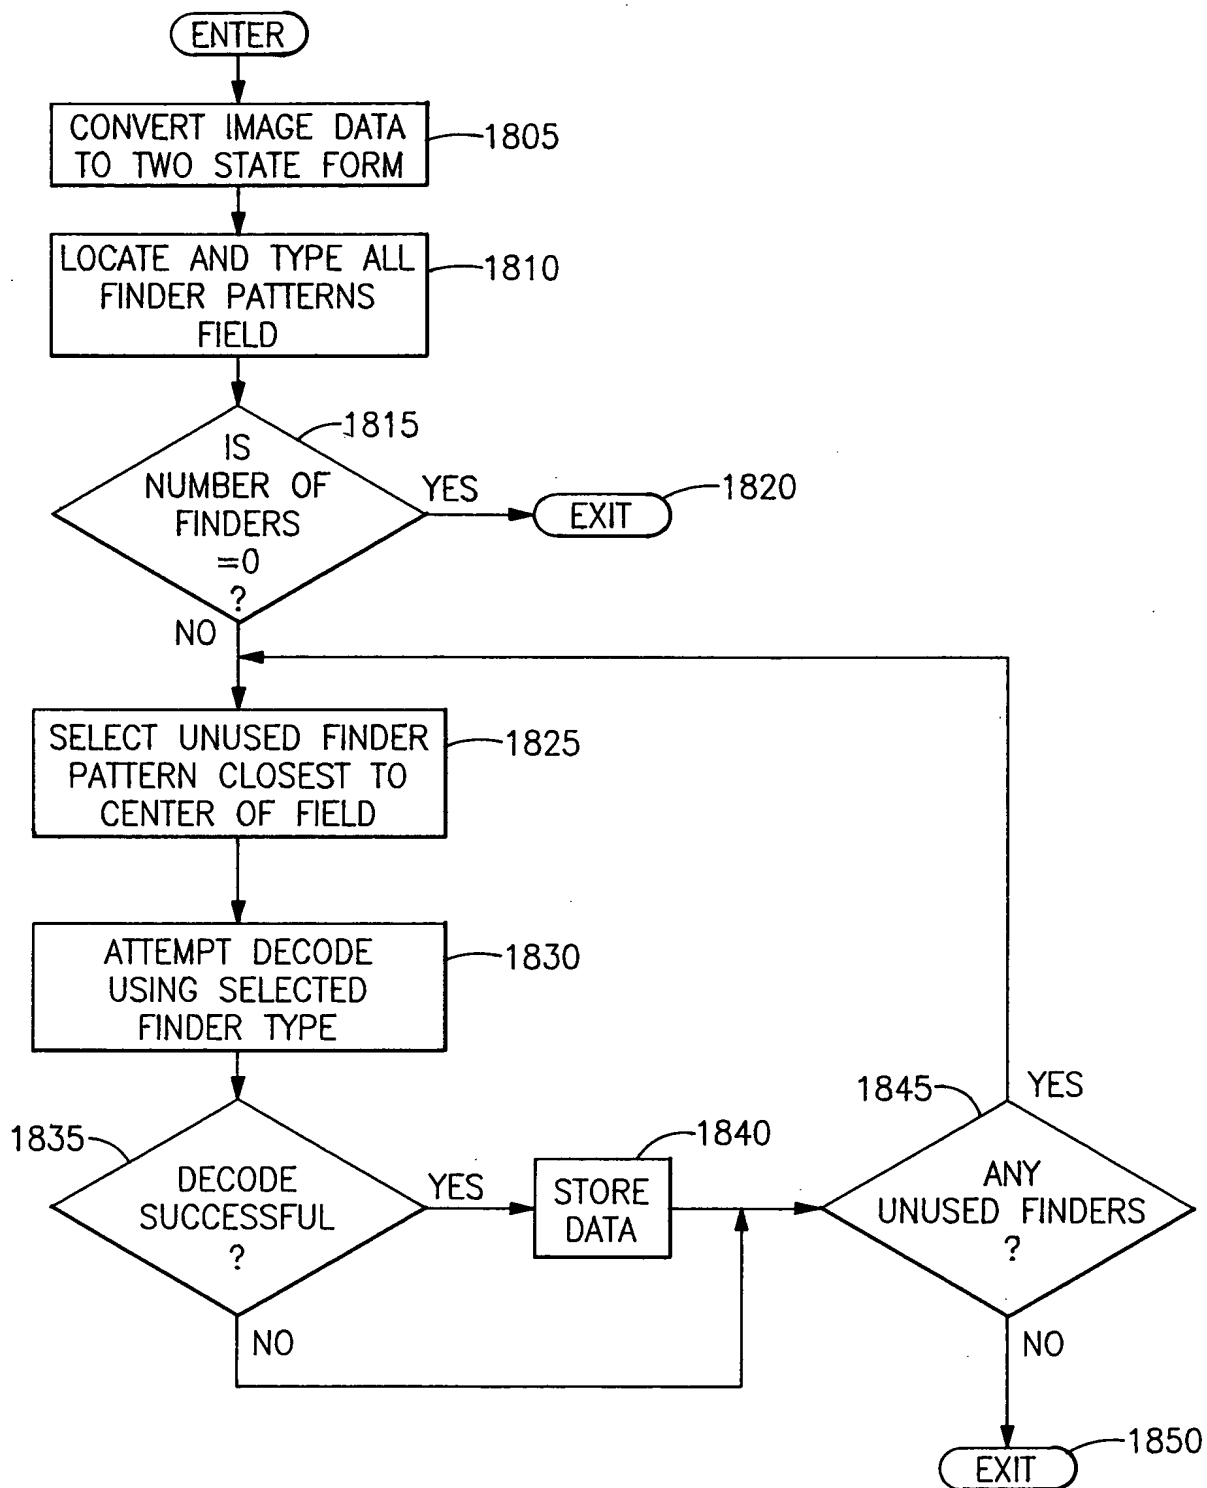 ENTER
CONVERT IMAGE DATA
TO TWO STATE FORM
1805
LOCATE AND TYPE ALL
FINDER PATTERNS
FIELD
1810
IS
NUMBER OF
FINDERS
=0
?
1815
YES
EXIT
1820
NO
SELECT UNUSED FINDER
PATTERN CLOSEST TO
CENTER OF FIELD
1825
ATTEMPT DECODE
USING SELECTED
FINDER TYPE
1830
1835
DECODE
SUCCESSFUL
?
YES
STORE
DATA
1840
NO
1845
YES
ANY
UNUSED FINDERS
?
NO
EXIT
1850